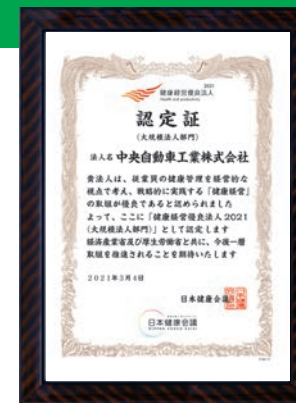 2021
健康経営優良法人
Health and productivity
認定証
(大規模法人部門)
法人名 中央自動車工業株式会社
貴法人は、従業員の健康管理を経営的な
視点で考え、戦略的に実践する「健康経営」
の取組が優良であると認められました
よって、ここに「健康経営優良法人2021
(大規模法人部門)」として認定します
経済産業省及び厚生労働省と共に、今後一層
取組を推進されることを期待いたします
2021年3月4日
日本健康会議
日本健康会議
NIPPON KENKO KAIGI